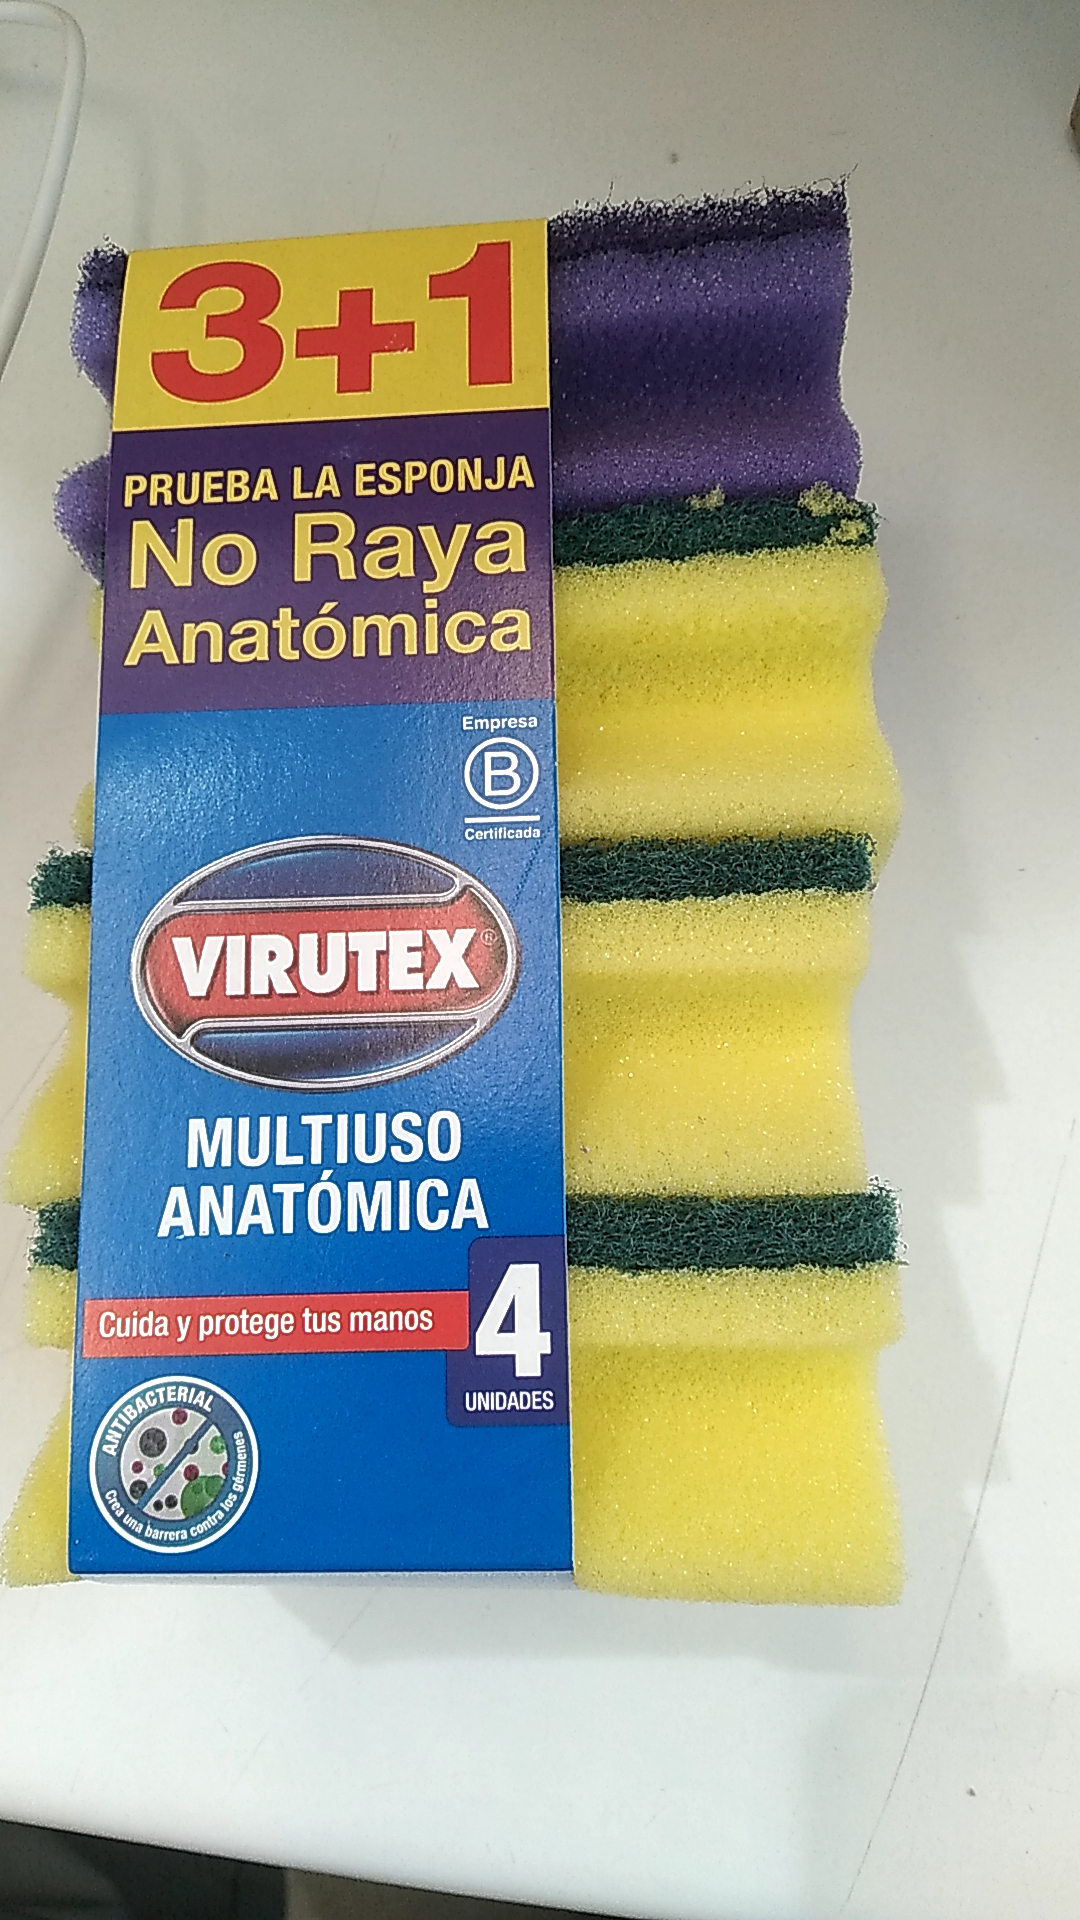 3+1
PRUEBA LA ESPONJA
No Raya
Anatómica
Empresa
B
Certificada
VIRUTEX®
MULTIUSO
ANATÓMICA
Cuida y protege tus manos
4
UNIDADES
ANTIBACTERIAL
Crea una barrera contra los gérmenes